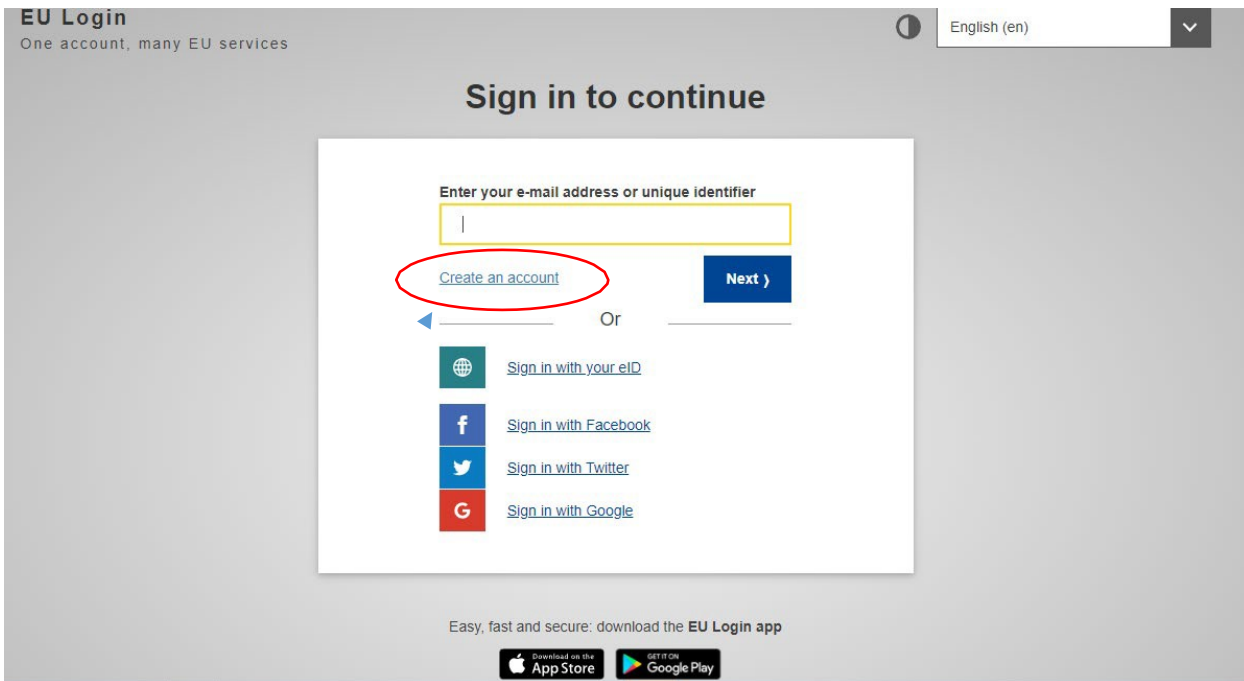 EU Login
One account, many EU services
English (en)
Sign in to continue
Enter your e-mail address or unique identifier
Create an account
Next ⟩
Or
Sign in with your eID
f
Sign in with Facebook
Sign in with Twitter
G
Sign in with Google
Easy, fast and secure: download the EU Login app
Download on the
App Store
GET IT ON
Google Play